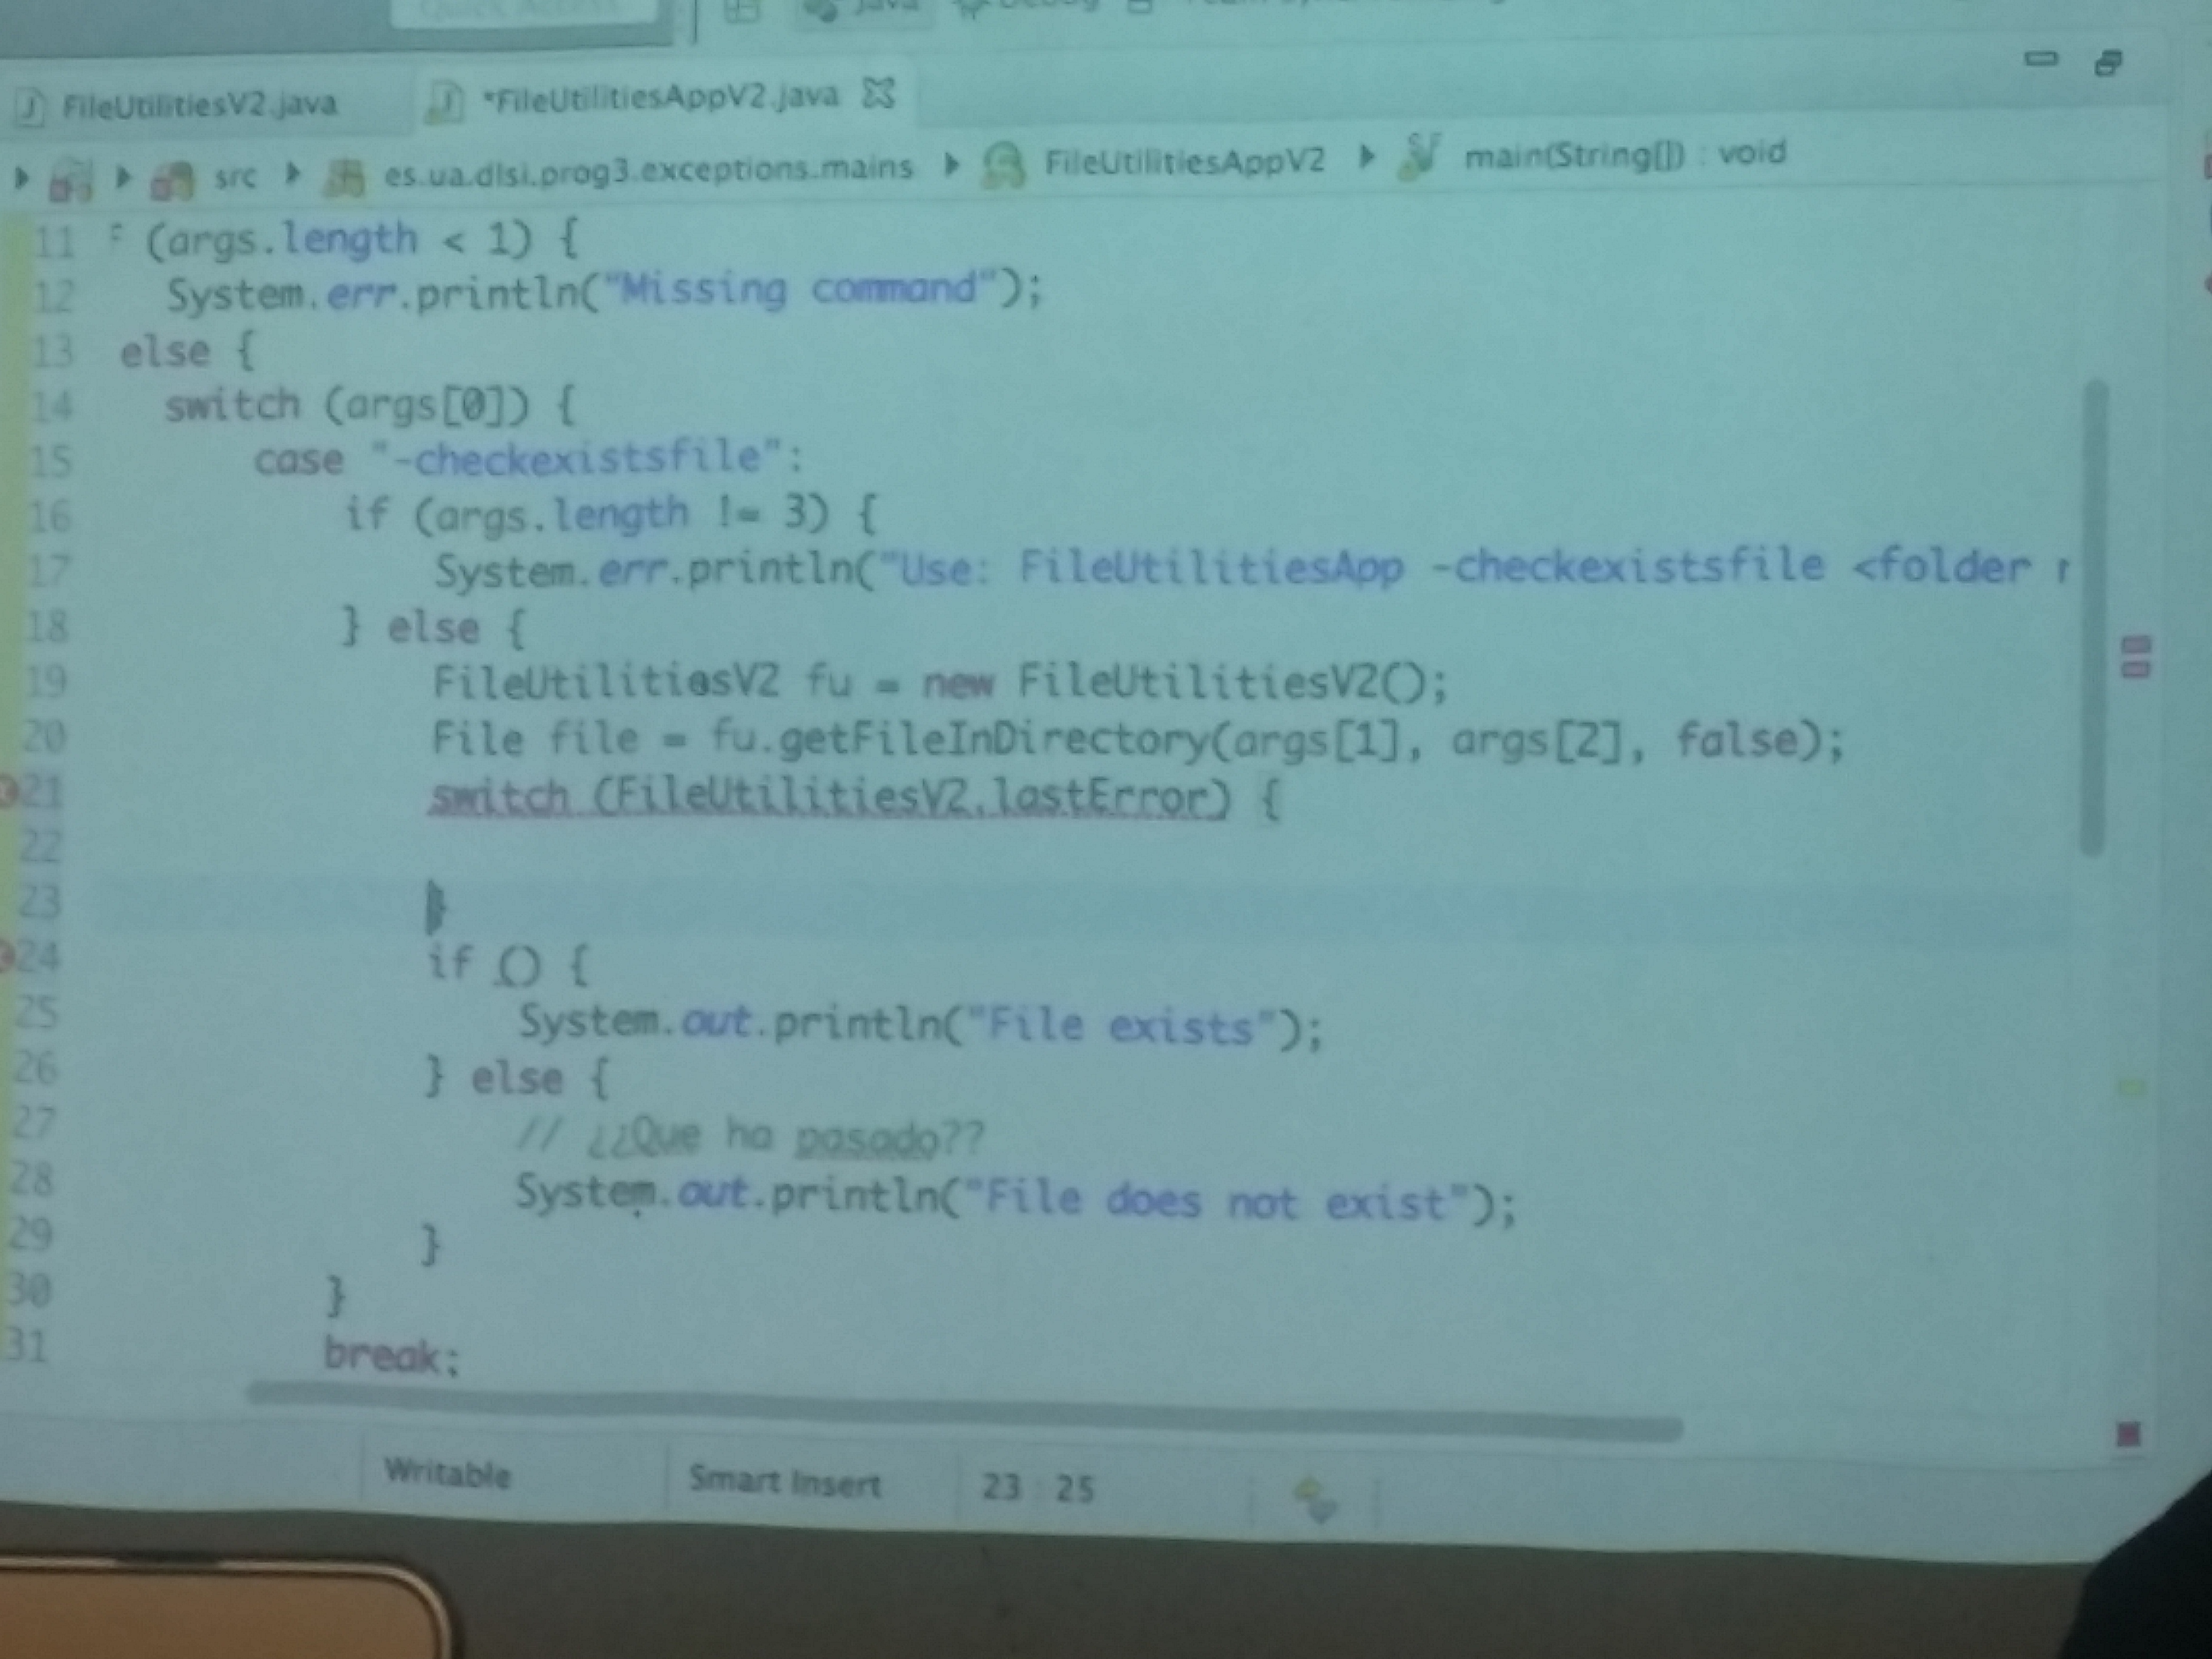 Quick Access
Java
Debug
FileUtilitiesV2.java
*FileUtilitiesAppV2.java
src
es.ua.dlsi.prog3.exceptions.mains
FileUtilitiesAppV2
main(String[]) : void
11 (args.length < 1) {
12 System.err.println("Missing command");
13 else {
14 switch (args[0]) {
15 case "-checkexistsfile":
16 if (args.length != 3) {
17 System.err.println("Use: FileUtilitiesApp -checkexistsfile <folder
18 } else {
19 FileUtilitiesV2 fu = new FileUtilitiesV2();
20 File file = fu.getFileInDirectory(args[1], args[2], false);
21 switch (FileUtilitiesV2.lastError) {
22
23 }
24 if () {
25 System.out.println("File exists");
26 } else {
27 // ¿¿Que ha pasado??
28 System.out.println("File does not exist");
29 }
30 }
31 break;
Writable
Smart Insert
23 : 25